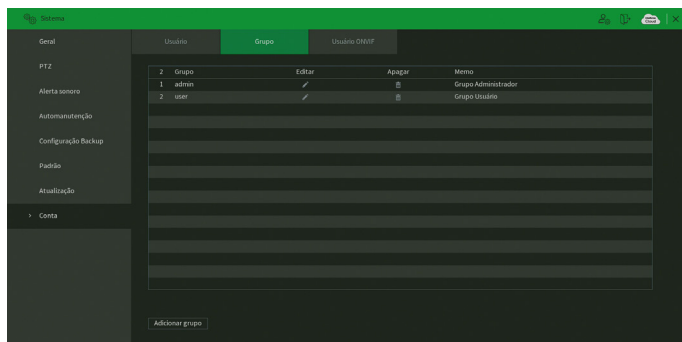 Sistema
Geral
Usuário Grupo Usuário ONVIF
PTZ
2 Grupo Editar Apagar Memo
1 admin Grupo Administrador
Alerta sonoro
2 user Grupo Usuário
Automanutenção
Configuração Backup
Padrão
Atualização
> Conta
Adicionar grupo